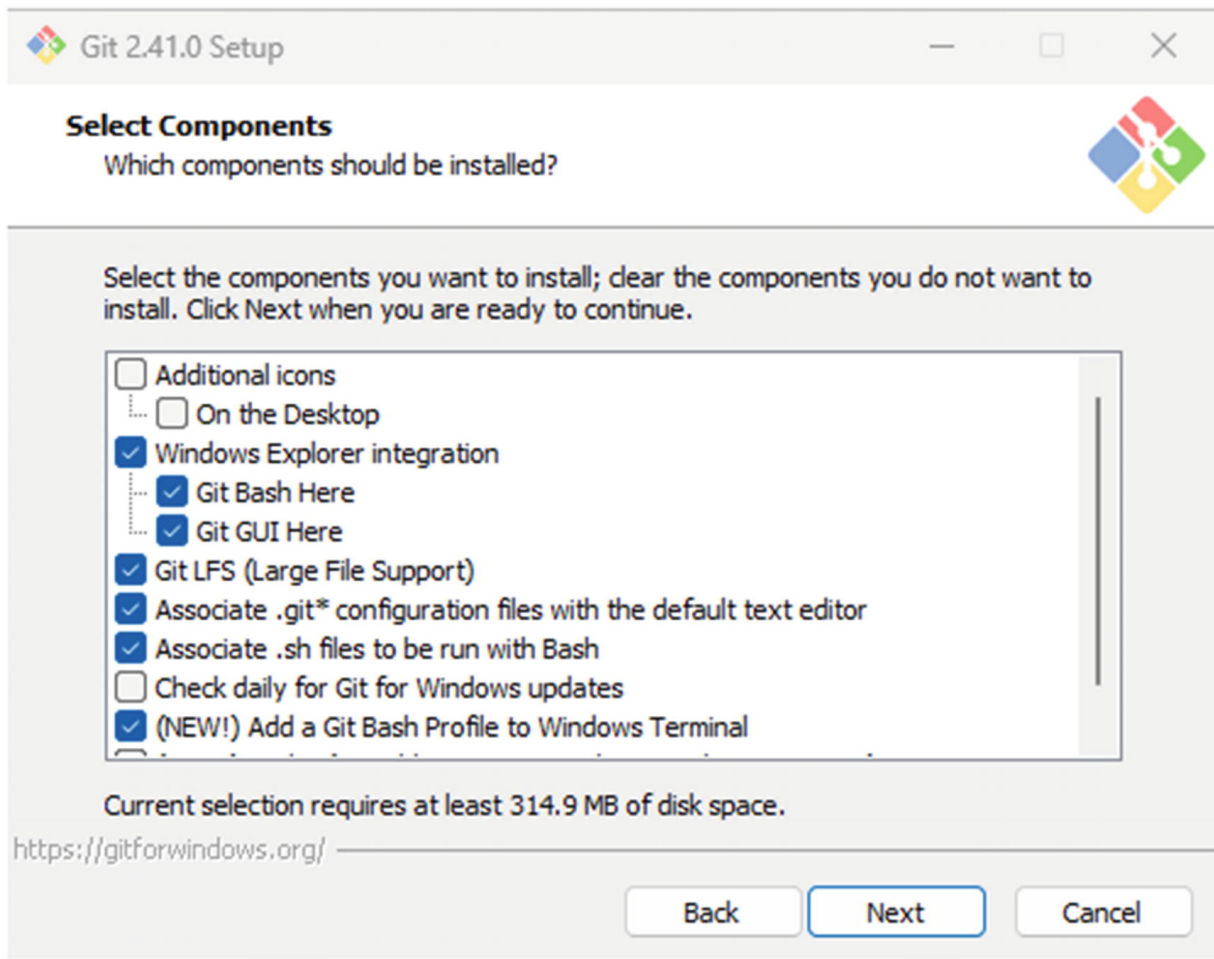 Git 2.41.0 Setup
Select Components
Which components should be installed?
Select the components you want to install; clear the components you do not want to
install. Click Next when you are ready to continue.
Additional icons
On the Desktop
Windows Explorer integration
Git Bash Here
Git GUI Here
Git LFS (Large File Support)
Associate .git* configuration files with the default text editor
Associate .sh files to be run with Bash
Check daily for Git for Windows updates
(NEW!) Add a Git Bash Profile to Windows Terminal
Current selection requires at least 314.9 MB of disk space.
https://gitforwindows.org/
Back
Next
Cancel